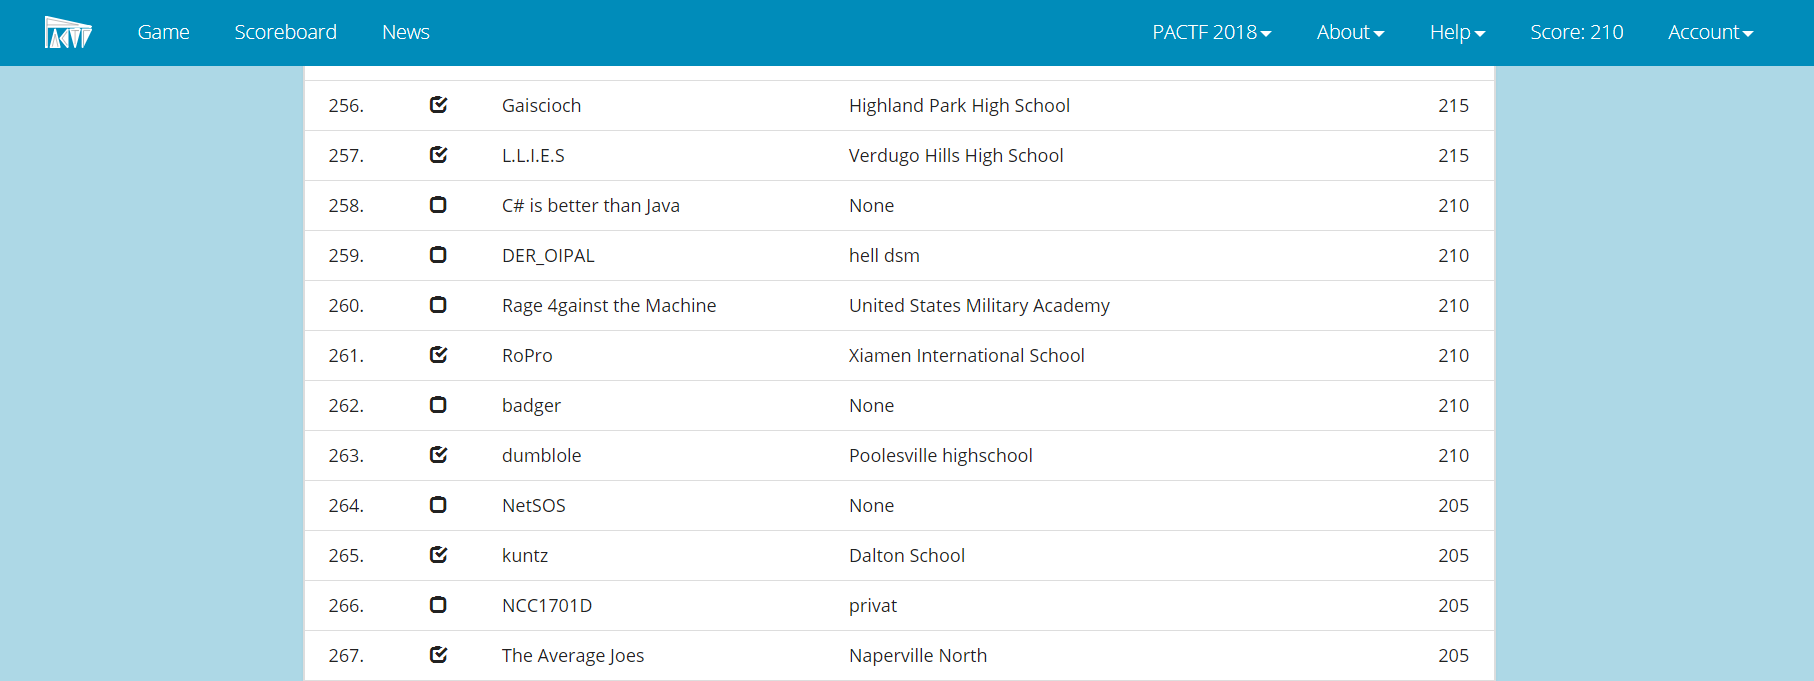 PACTF Game Scoreboard News PACTF 2018 About Help Score: 210 Account
256. Gaiscioch Highland Park High School 215
257. L.L.I.E.S Verdugo Hills High School 215
258. C# is better than Java None 210
259. DER_OIPAL hell dsm 210
260. Rage 4gainst the Machine United States Military Academy 210
261. RoPro Xiamen International School 210
262. badger None 210
263. dumblole Poolesville highschool 210
264. NetSOS None 205
265. kuntz Dalton School 205
266. NCC1701D privat 205
267. The Average Joes Naperville North 205